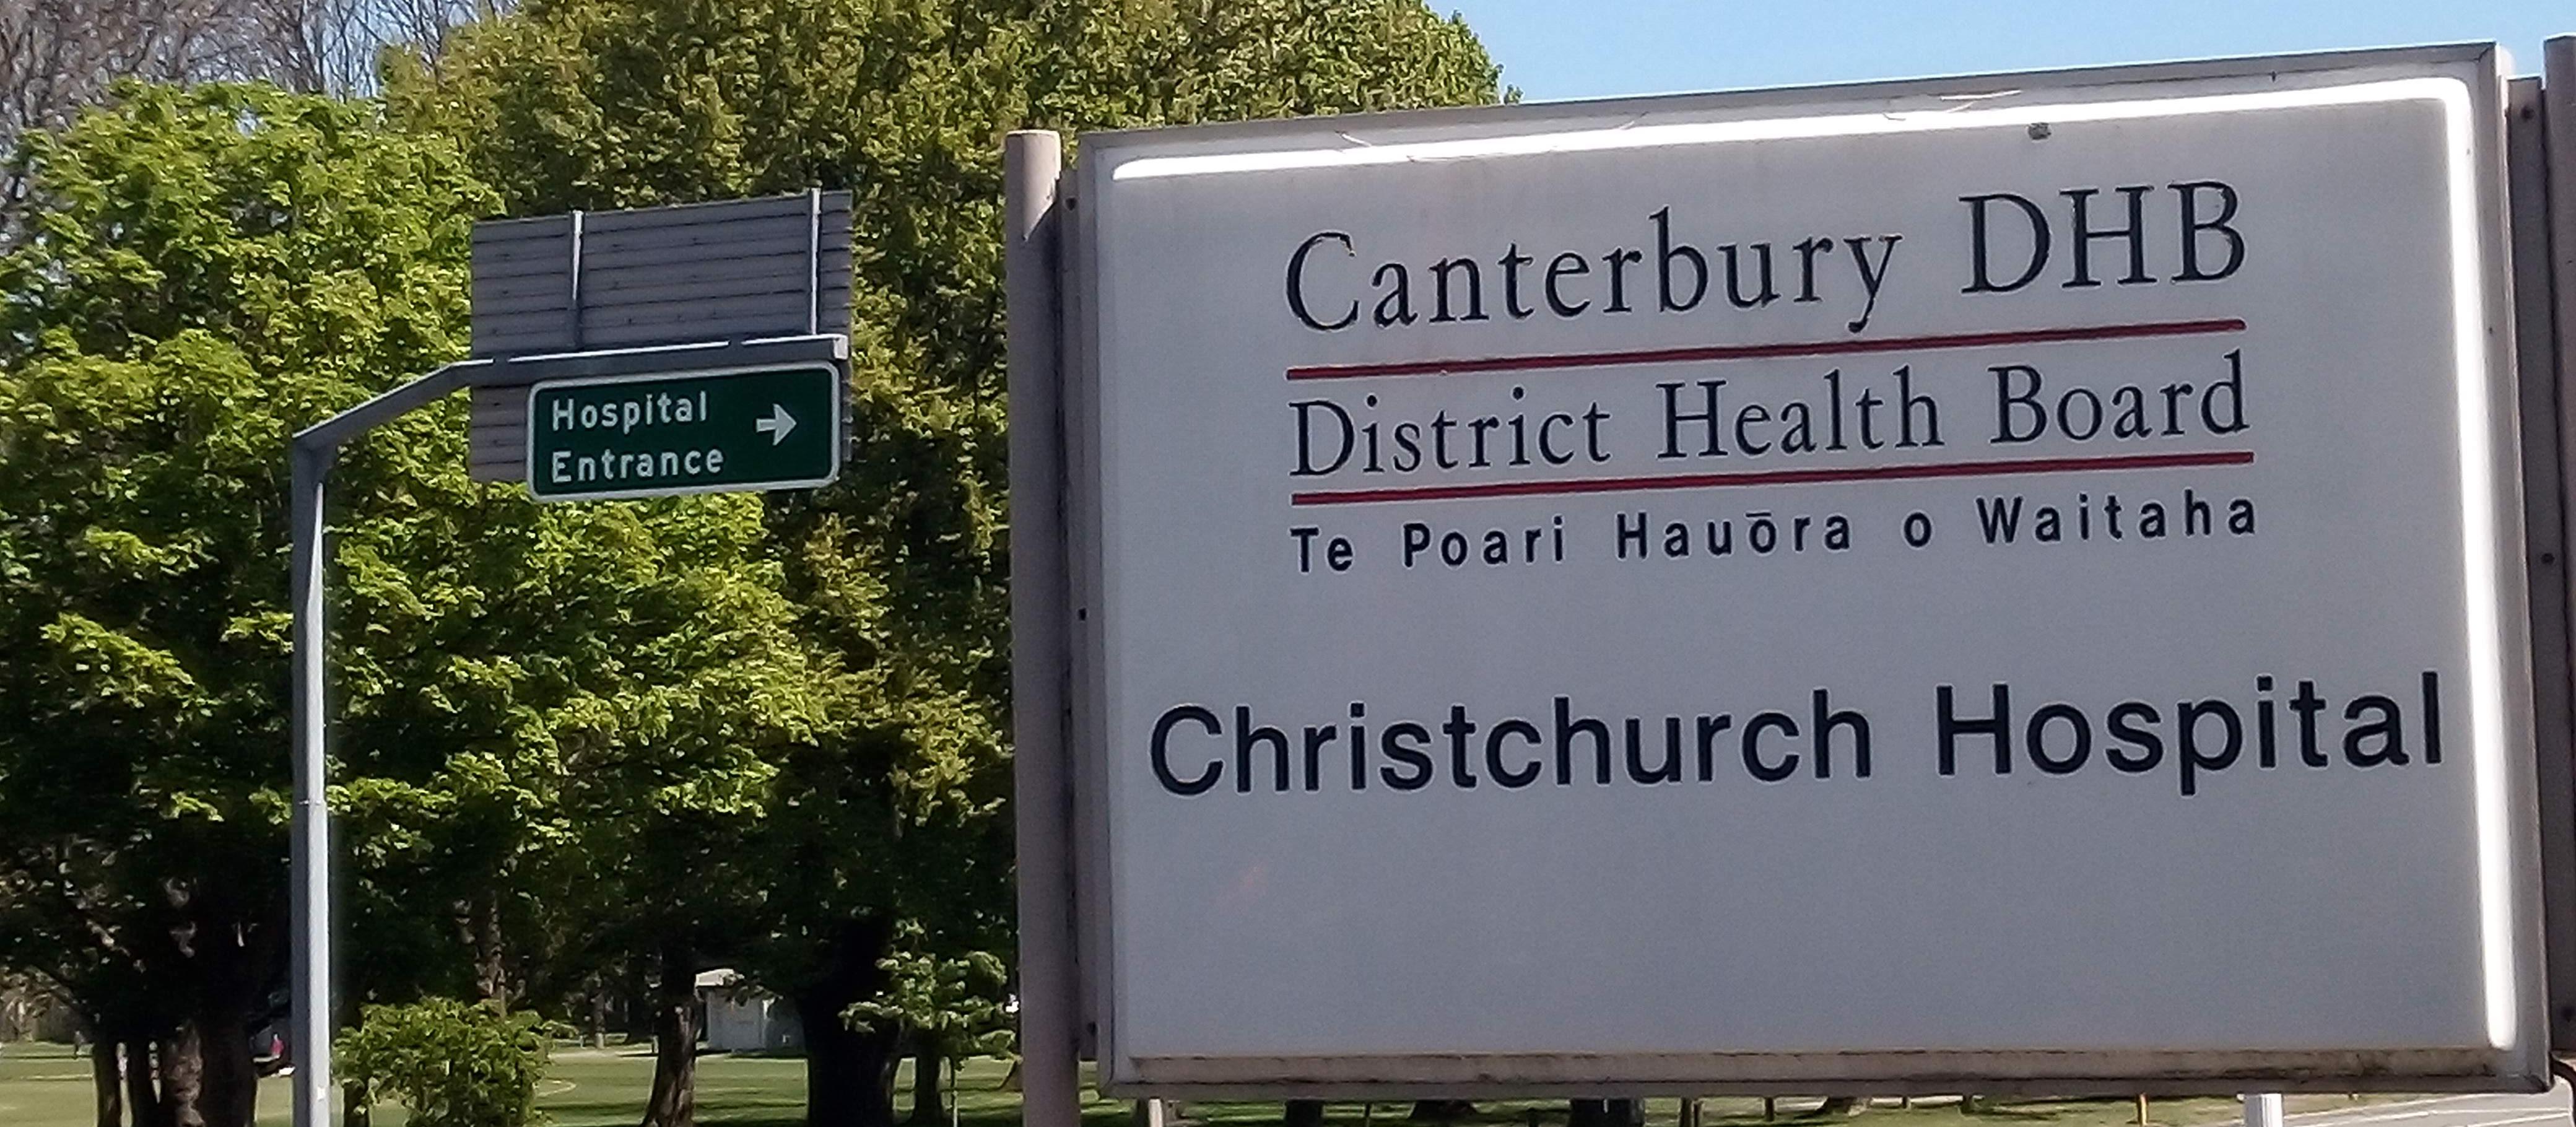 Hospital
Entrance
Canterbury DHB
District Health Board
Te Poari Hauōra o Waitaha
Christchurch Hospital